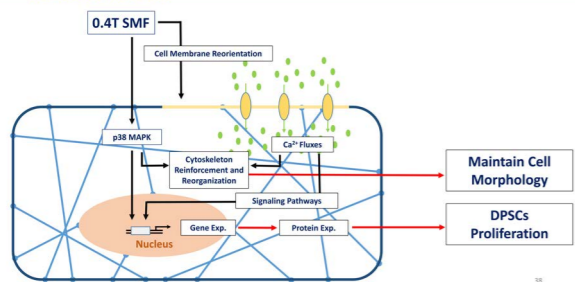 0.4T SMF
Cell Membrane Reorientation
p38 MAPK
Ca²⁺ Fluxes
Cytoskeleton
Reinforcement and
Reorganization
Maintain Cell
Morphology
Signaling Pathways
Gene Exp.
Protein Exp.
DPSCs
Proliferation
Nucleus